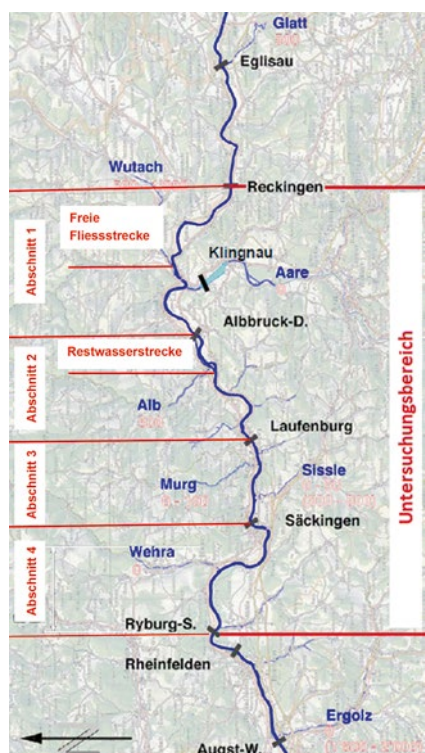 Glatt
Eglisau
Wutach
Reckingen
Freie
Fliessstrecke
Abschnitt 1
Klingnau
Aare
Albbruck-D.
Restwasserstrecke
Abschnitt 2
Alb
Laufenburg
Untersuchungsbereich
Abschnitt 3
Murg
Sissle
Säckingen
Abschnitt 4
Wehra
Ryburg-S.
Rheinfelden
Ergolz
Augst-W.